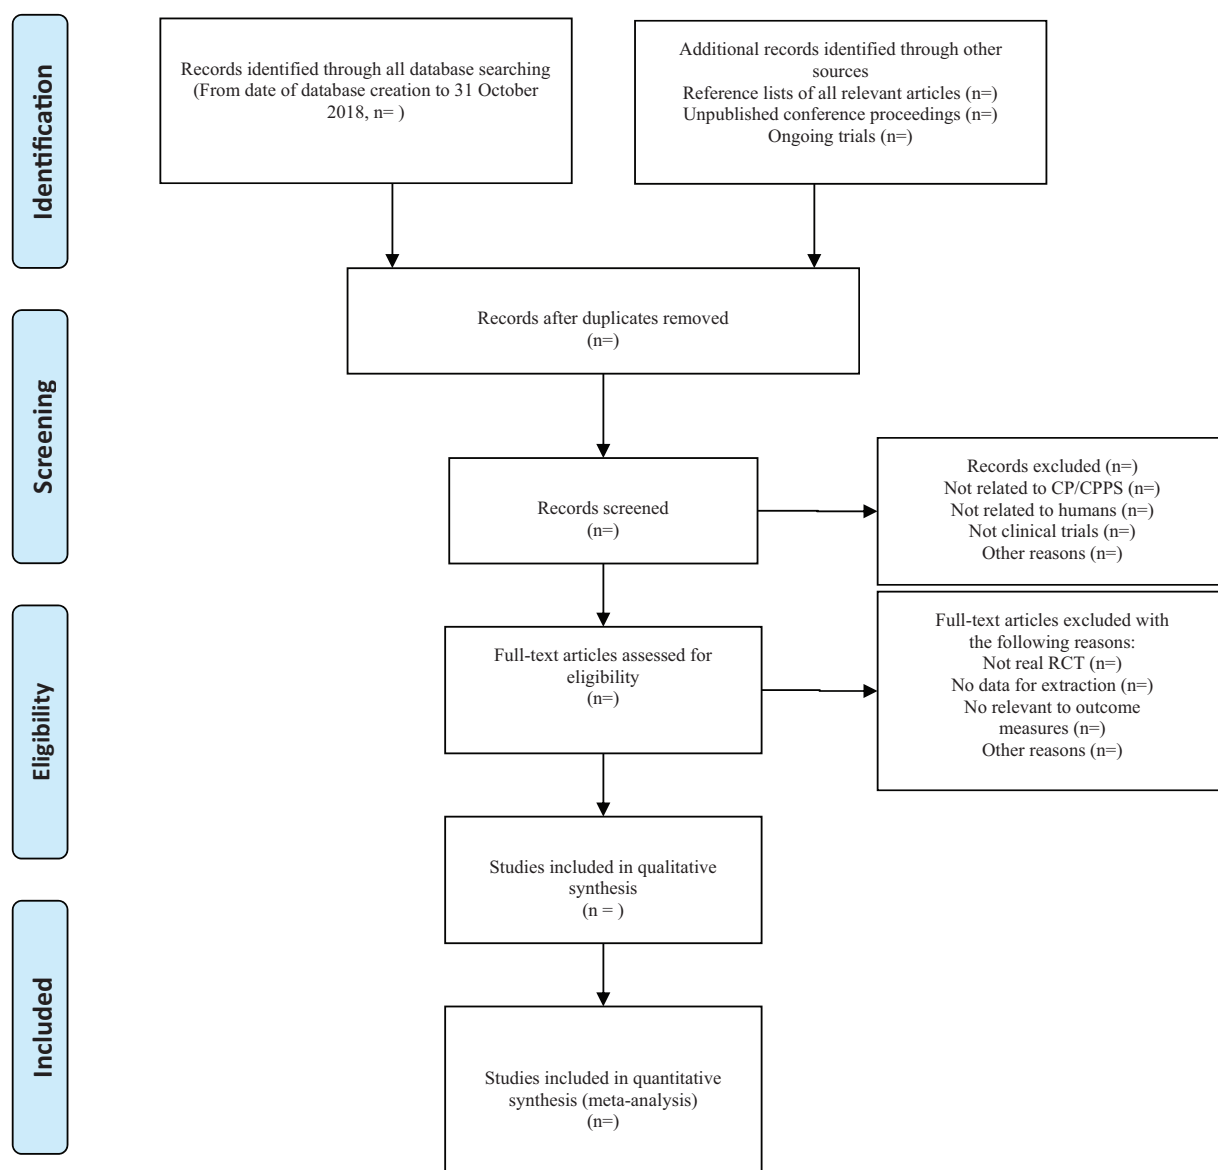 Identification
Records identified through all database searching
(From date of database creation to 31 October
2018, n= )
Additional records identified through other
sources
Reference lists of all relevant articles (n=)
Unpublished conference proceedings (n=)
Ongoing trials (n=)
Records after duplicates removed
(n=)
Screening
Records screened
(n=)
Records excluded (n=)
Not related to CP/CPPS (n=)
Not related to humans (n=)
Not clinical trials (n=)
Other reasons (n=)
Eligibility
Full-text articles assessed for
eligibility
(n=)
Full-text articles excluded with
the following reasons:
Not real RCT (n=)
No data for extraction (n=)
No relevant to outcome
measures (n=)
Other reasons (n=)
Studies included in qualitative
synthesis
(n = )
Included
Studies included in quantitative
synthesis (meta-analysis)
(n=)